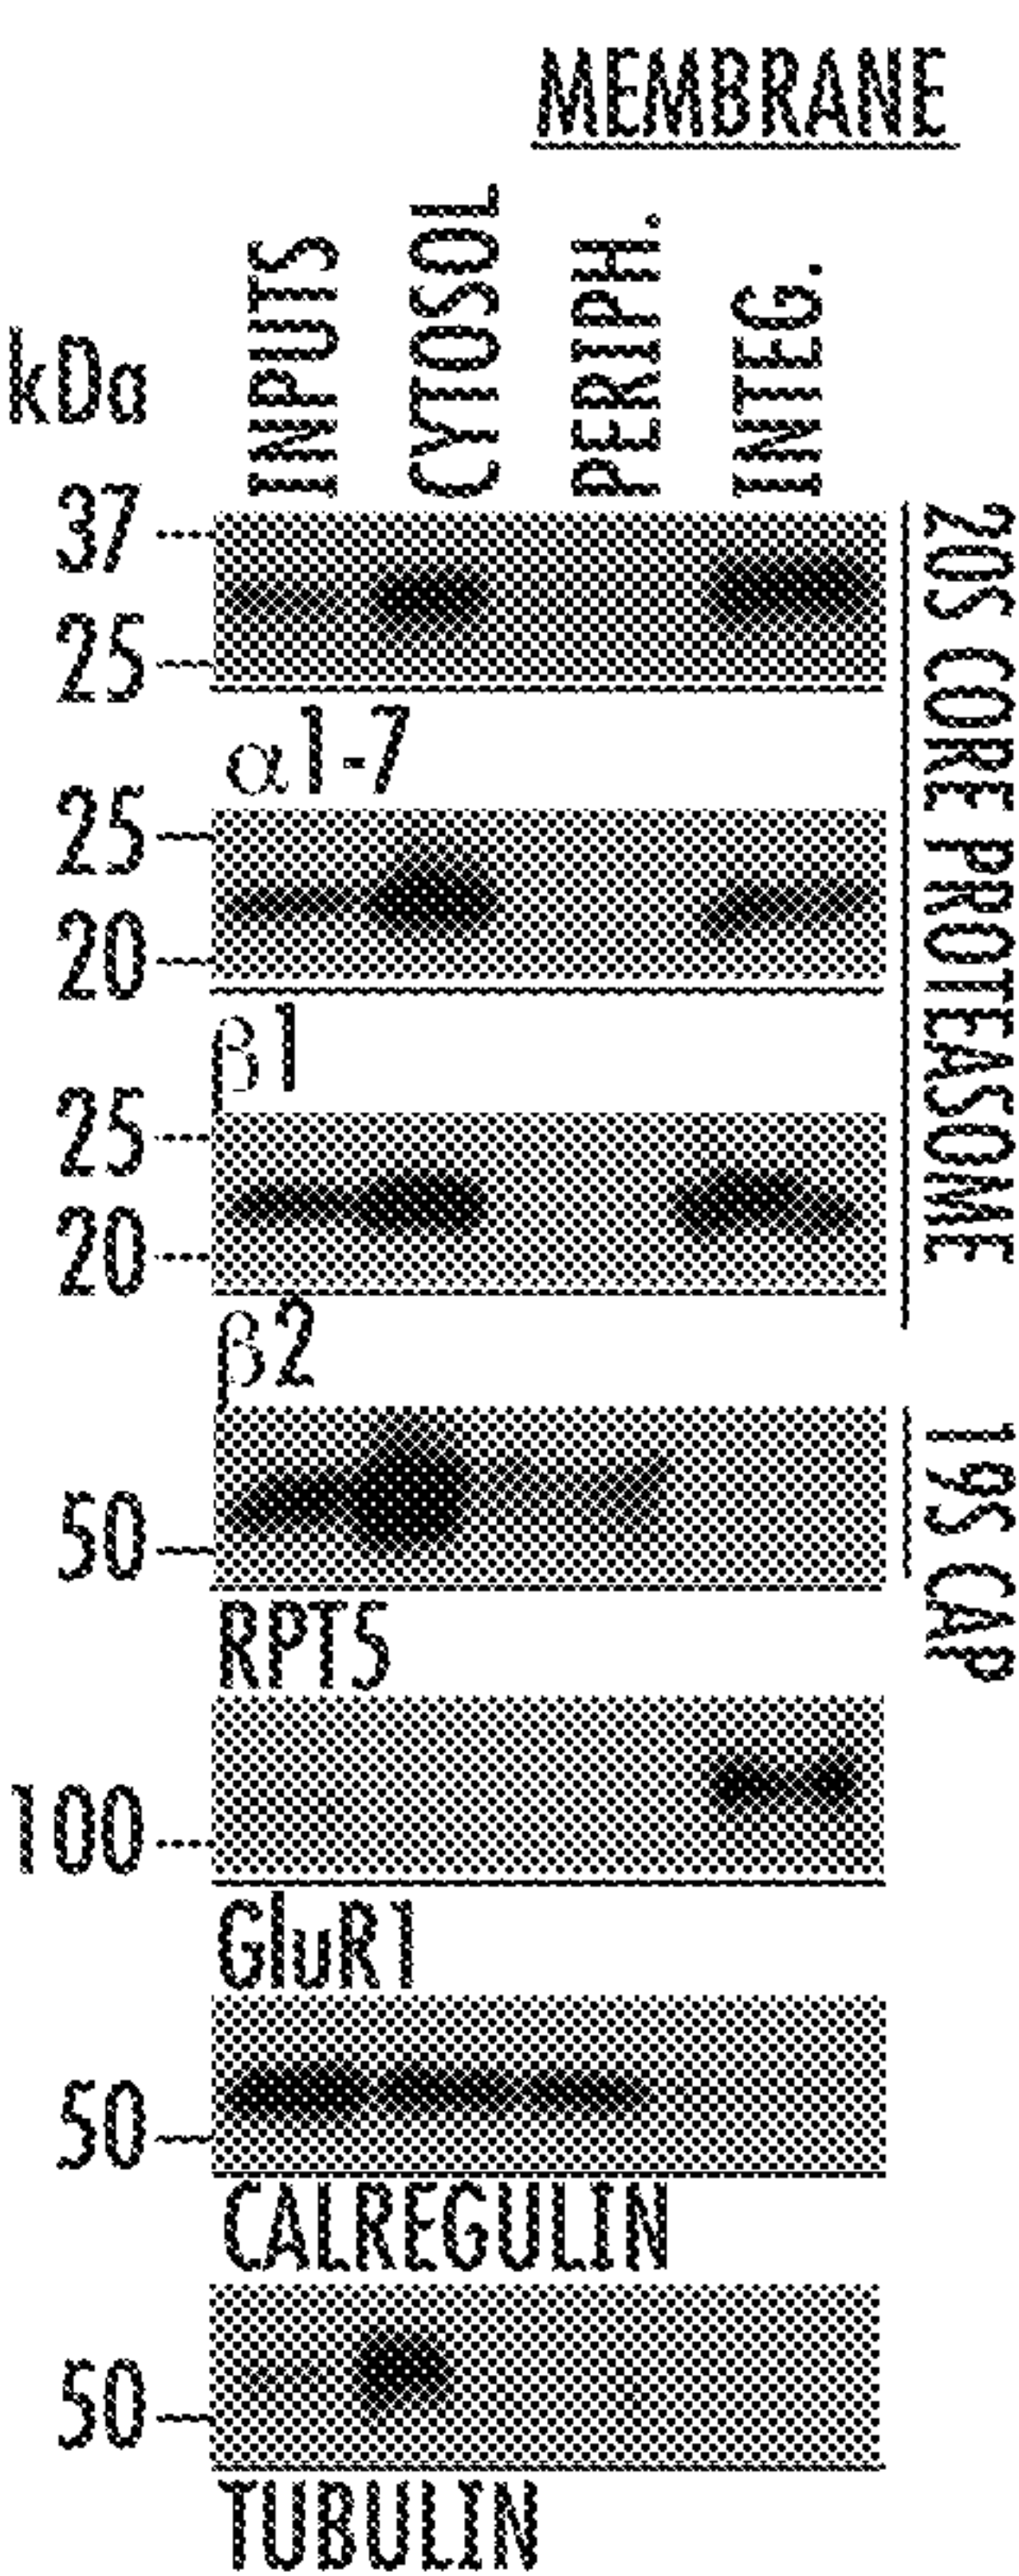 MEMBRANE
kDa
INPUTS
CYTOSOL
PERIPH.
INTEG.
37
25
α1-7
25
20
β1
25
20
β2
20S CORE PROTEASOME
50
RPT5
19S CAP
100
GluR1
50
CALREGULIN
50
TUBULIN